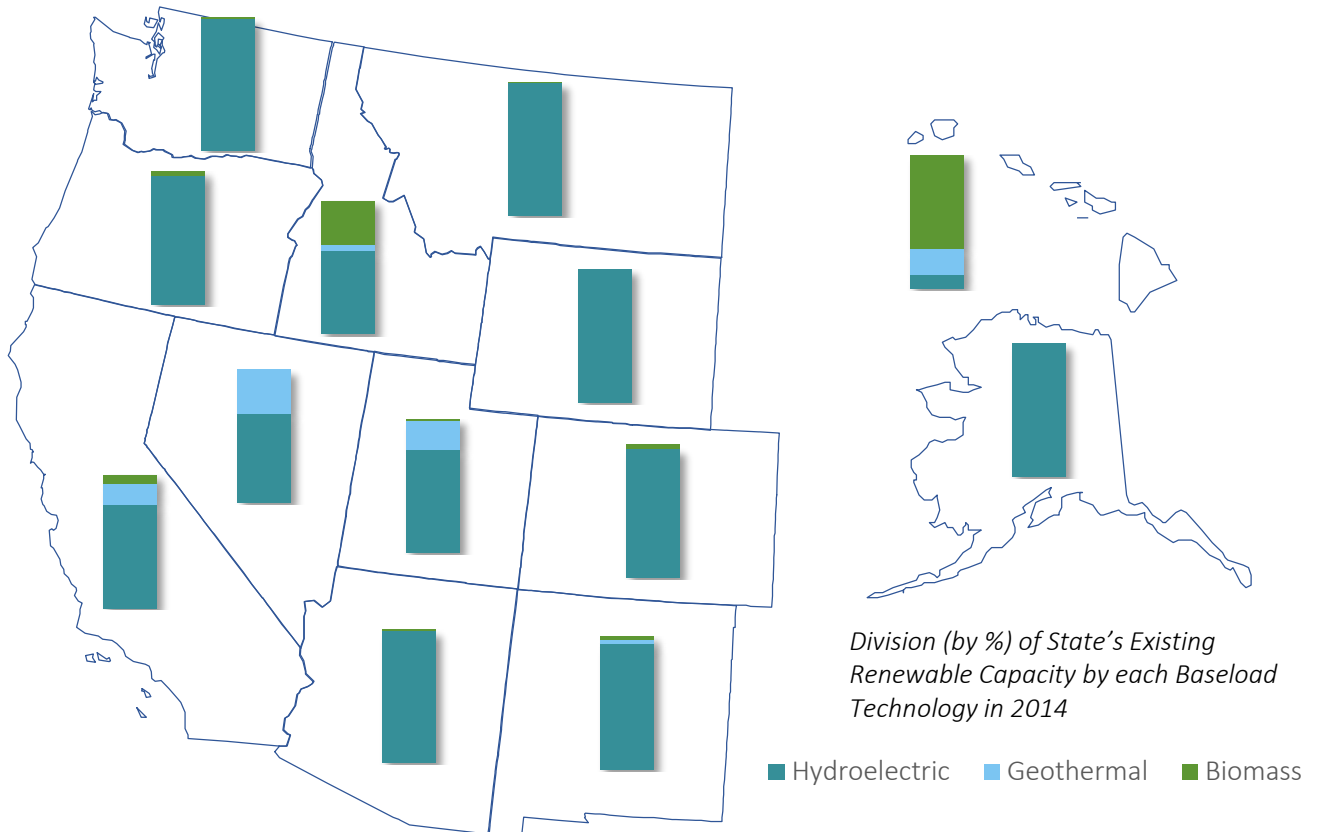 Division (by %) of State’s Existing
Renewable Capacity by each Baseload
Technology in 2014
Hydroelectric Geothermal Biomass